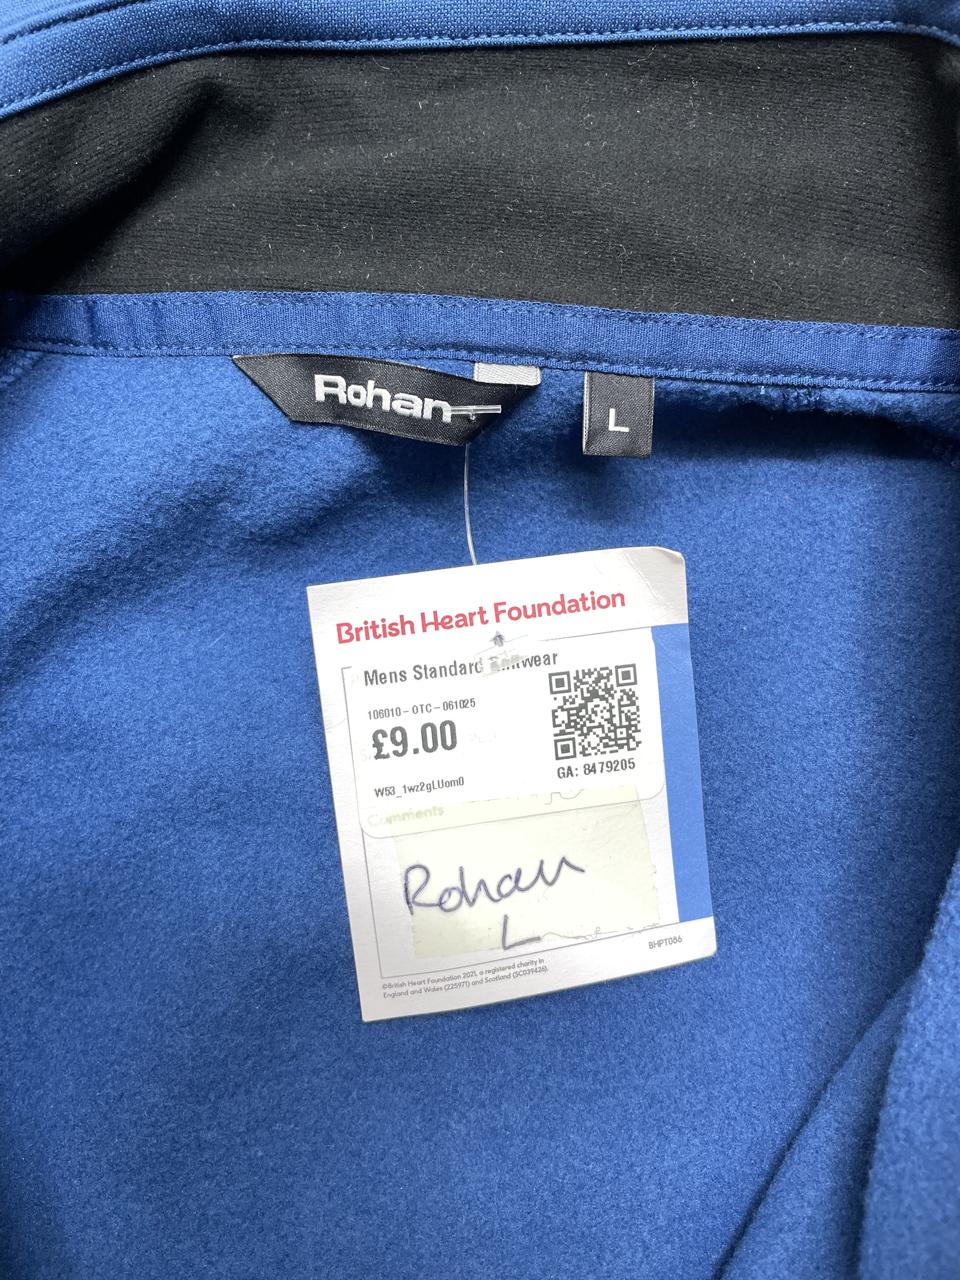 Rohan
L
British Heart Foundation
Mens Standard
106010-OTC-061025
£9.00
W53_1wz2gLUom0
GA: 8479205
Comments
Rohan
L
BHPT086
©British Heart Foundation 2021, a registered charity in
England and Wales (225971) and Scotland (SC039426).